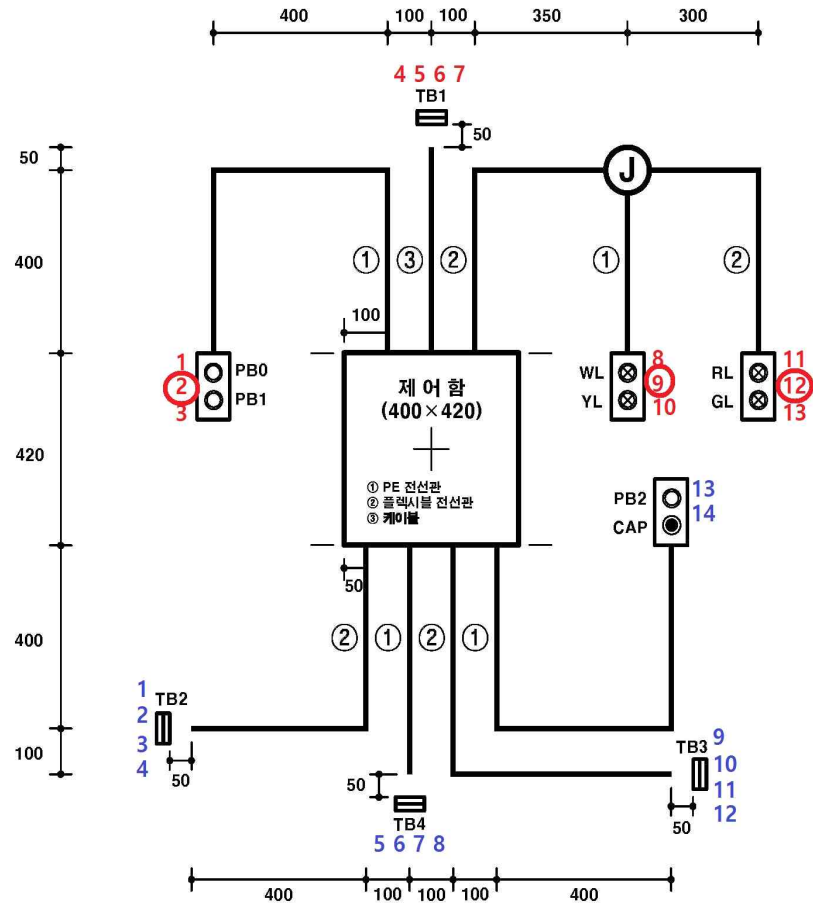 400 100 100 350 300
4 5 6 7
TB1
50
50
J
400
① ③ ② ① ②
100
1
2
3
PB0
PB1
제 어 함
(400×420)
① PE 전선관
② 플렉시블 전선관
③ 케이블
WL
YL
8
9
10
RL
GL
11
12
13
420
PB2
CAP
13
14
50
400
② ① ② ①
1
2
3
4
TB2
50
100
50
TB4
5 6 7 8
TB3
9
10
11
12
50
400 100 100 100 400